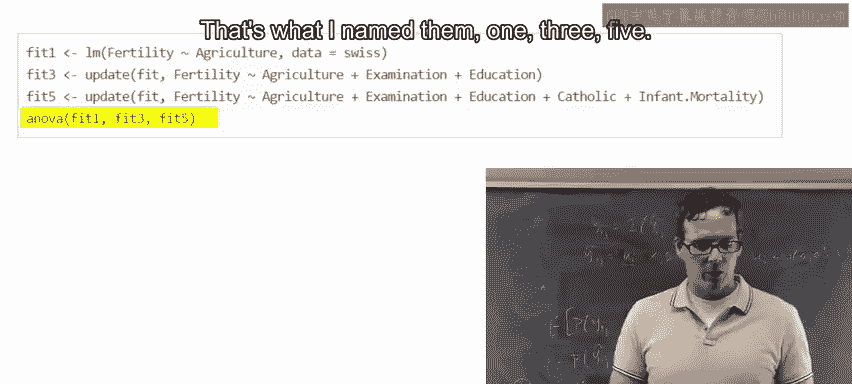 That's what I named them, one, three, five.
fit1 <- lm(Fertility ~ Agriculture, data = swiss)
fit3 <- update(fit, Fertility ~ Agriculture + Examination + Education)
fit5 <- update(fit, Fertility ~ Agriculture + Examination + Education + Catholic + Infant.Mortality)
anova(fit1, fit3, fit5)